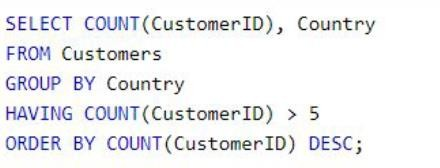 SELECT COUNT(CustomerID), Country
FROM Customers
GROUP BY Country
HAVING COUNT(CustomerID) > 5
ORDER BY COUNT(CustomerID) DESC;